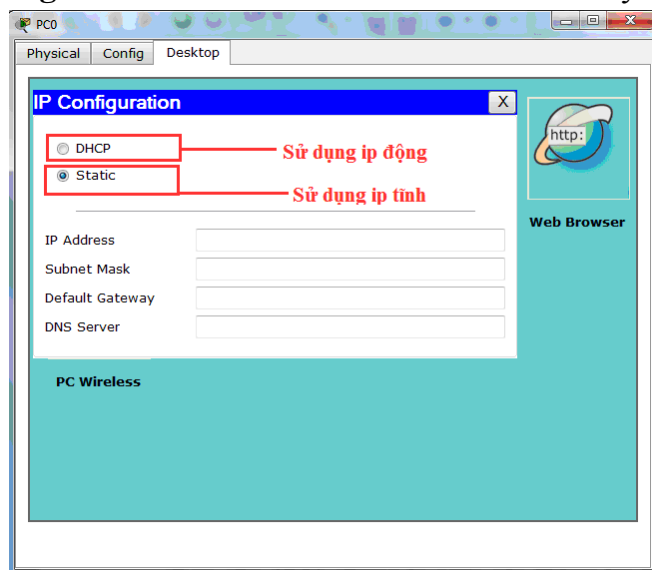 PC0
Physical Config Desktop
IP Configuration X
http:
DHCP
Sử dụng ip động
Static
Sử dụng ip tĩnh
Web Browser
IP Address
Subnet Mask
Default Gateway
DNS Server
PC Wireless